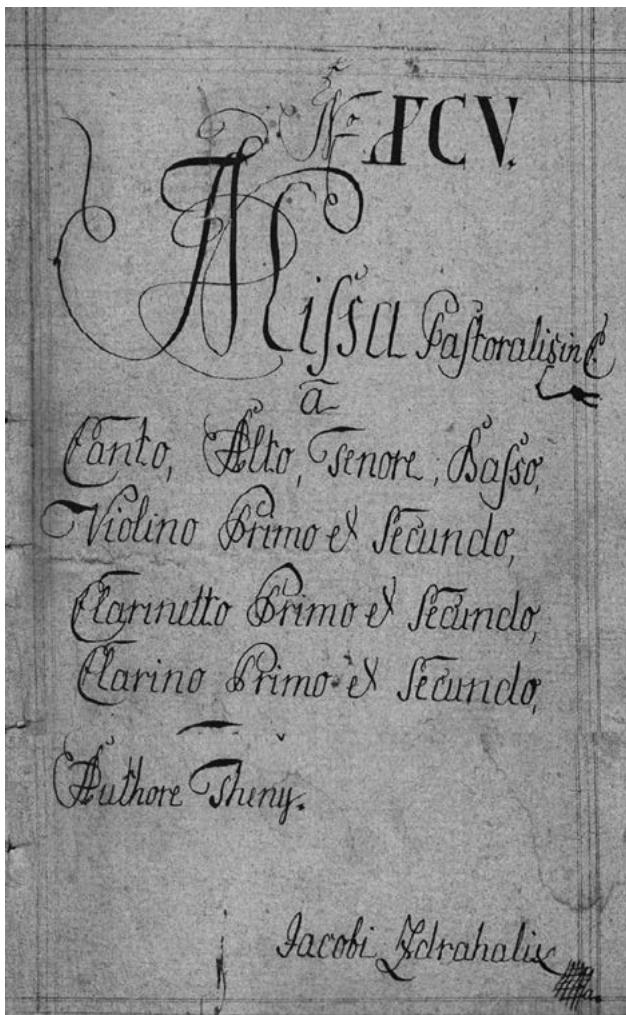 No. XCV.
Missa Pastoralis in C.
a
Canto, Alto, Tenore, Basso,
Violino Primo et Secundo,
Clarinetto Primo et Secundo,
Clarino Primo et Secundo,
Authore Thuny.
Jacobi Zdrahalix